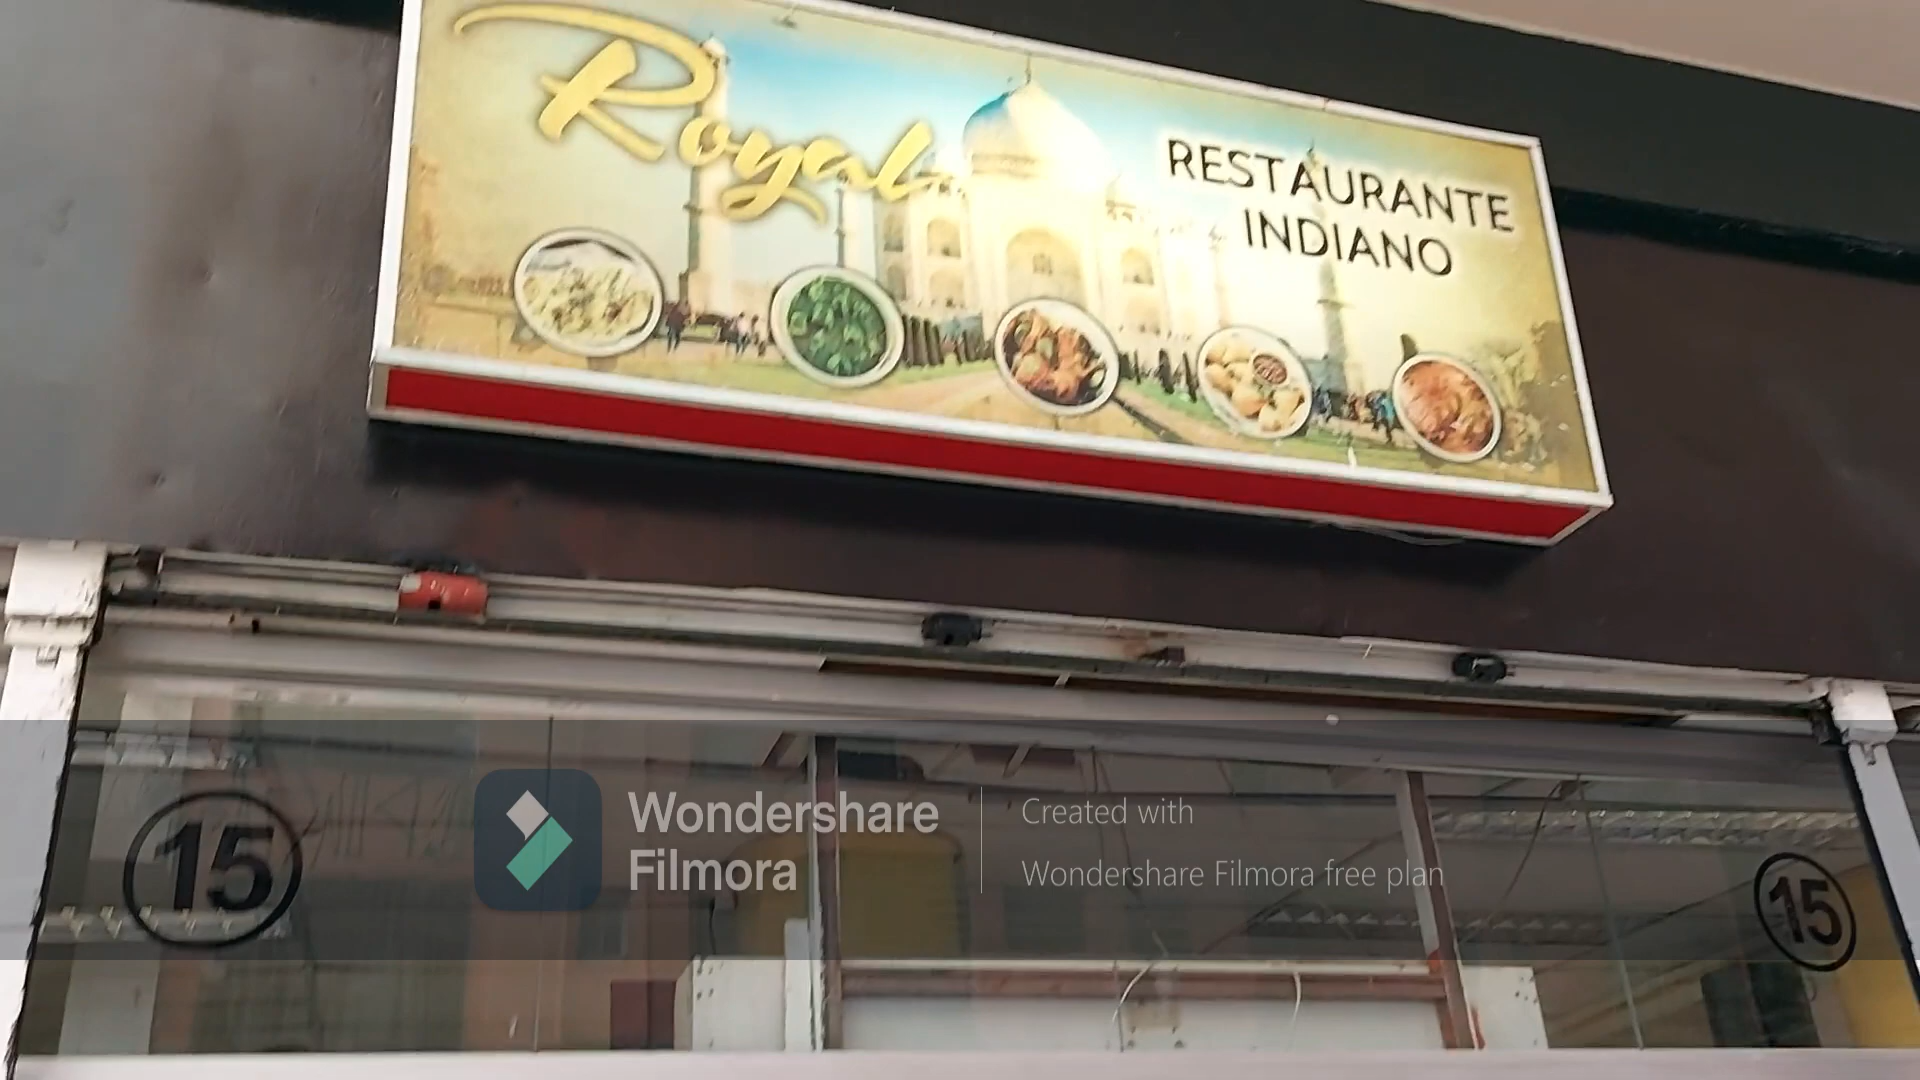 Royal
RESTAURANTE
INDIANO
15
Wondershare
Filmora
Created with
Wondershare Filmora free plan
15